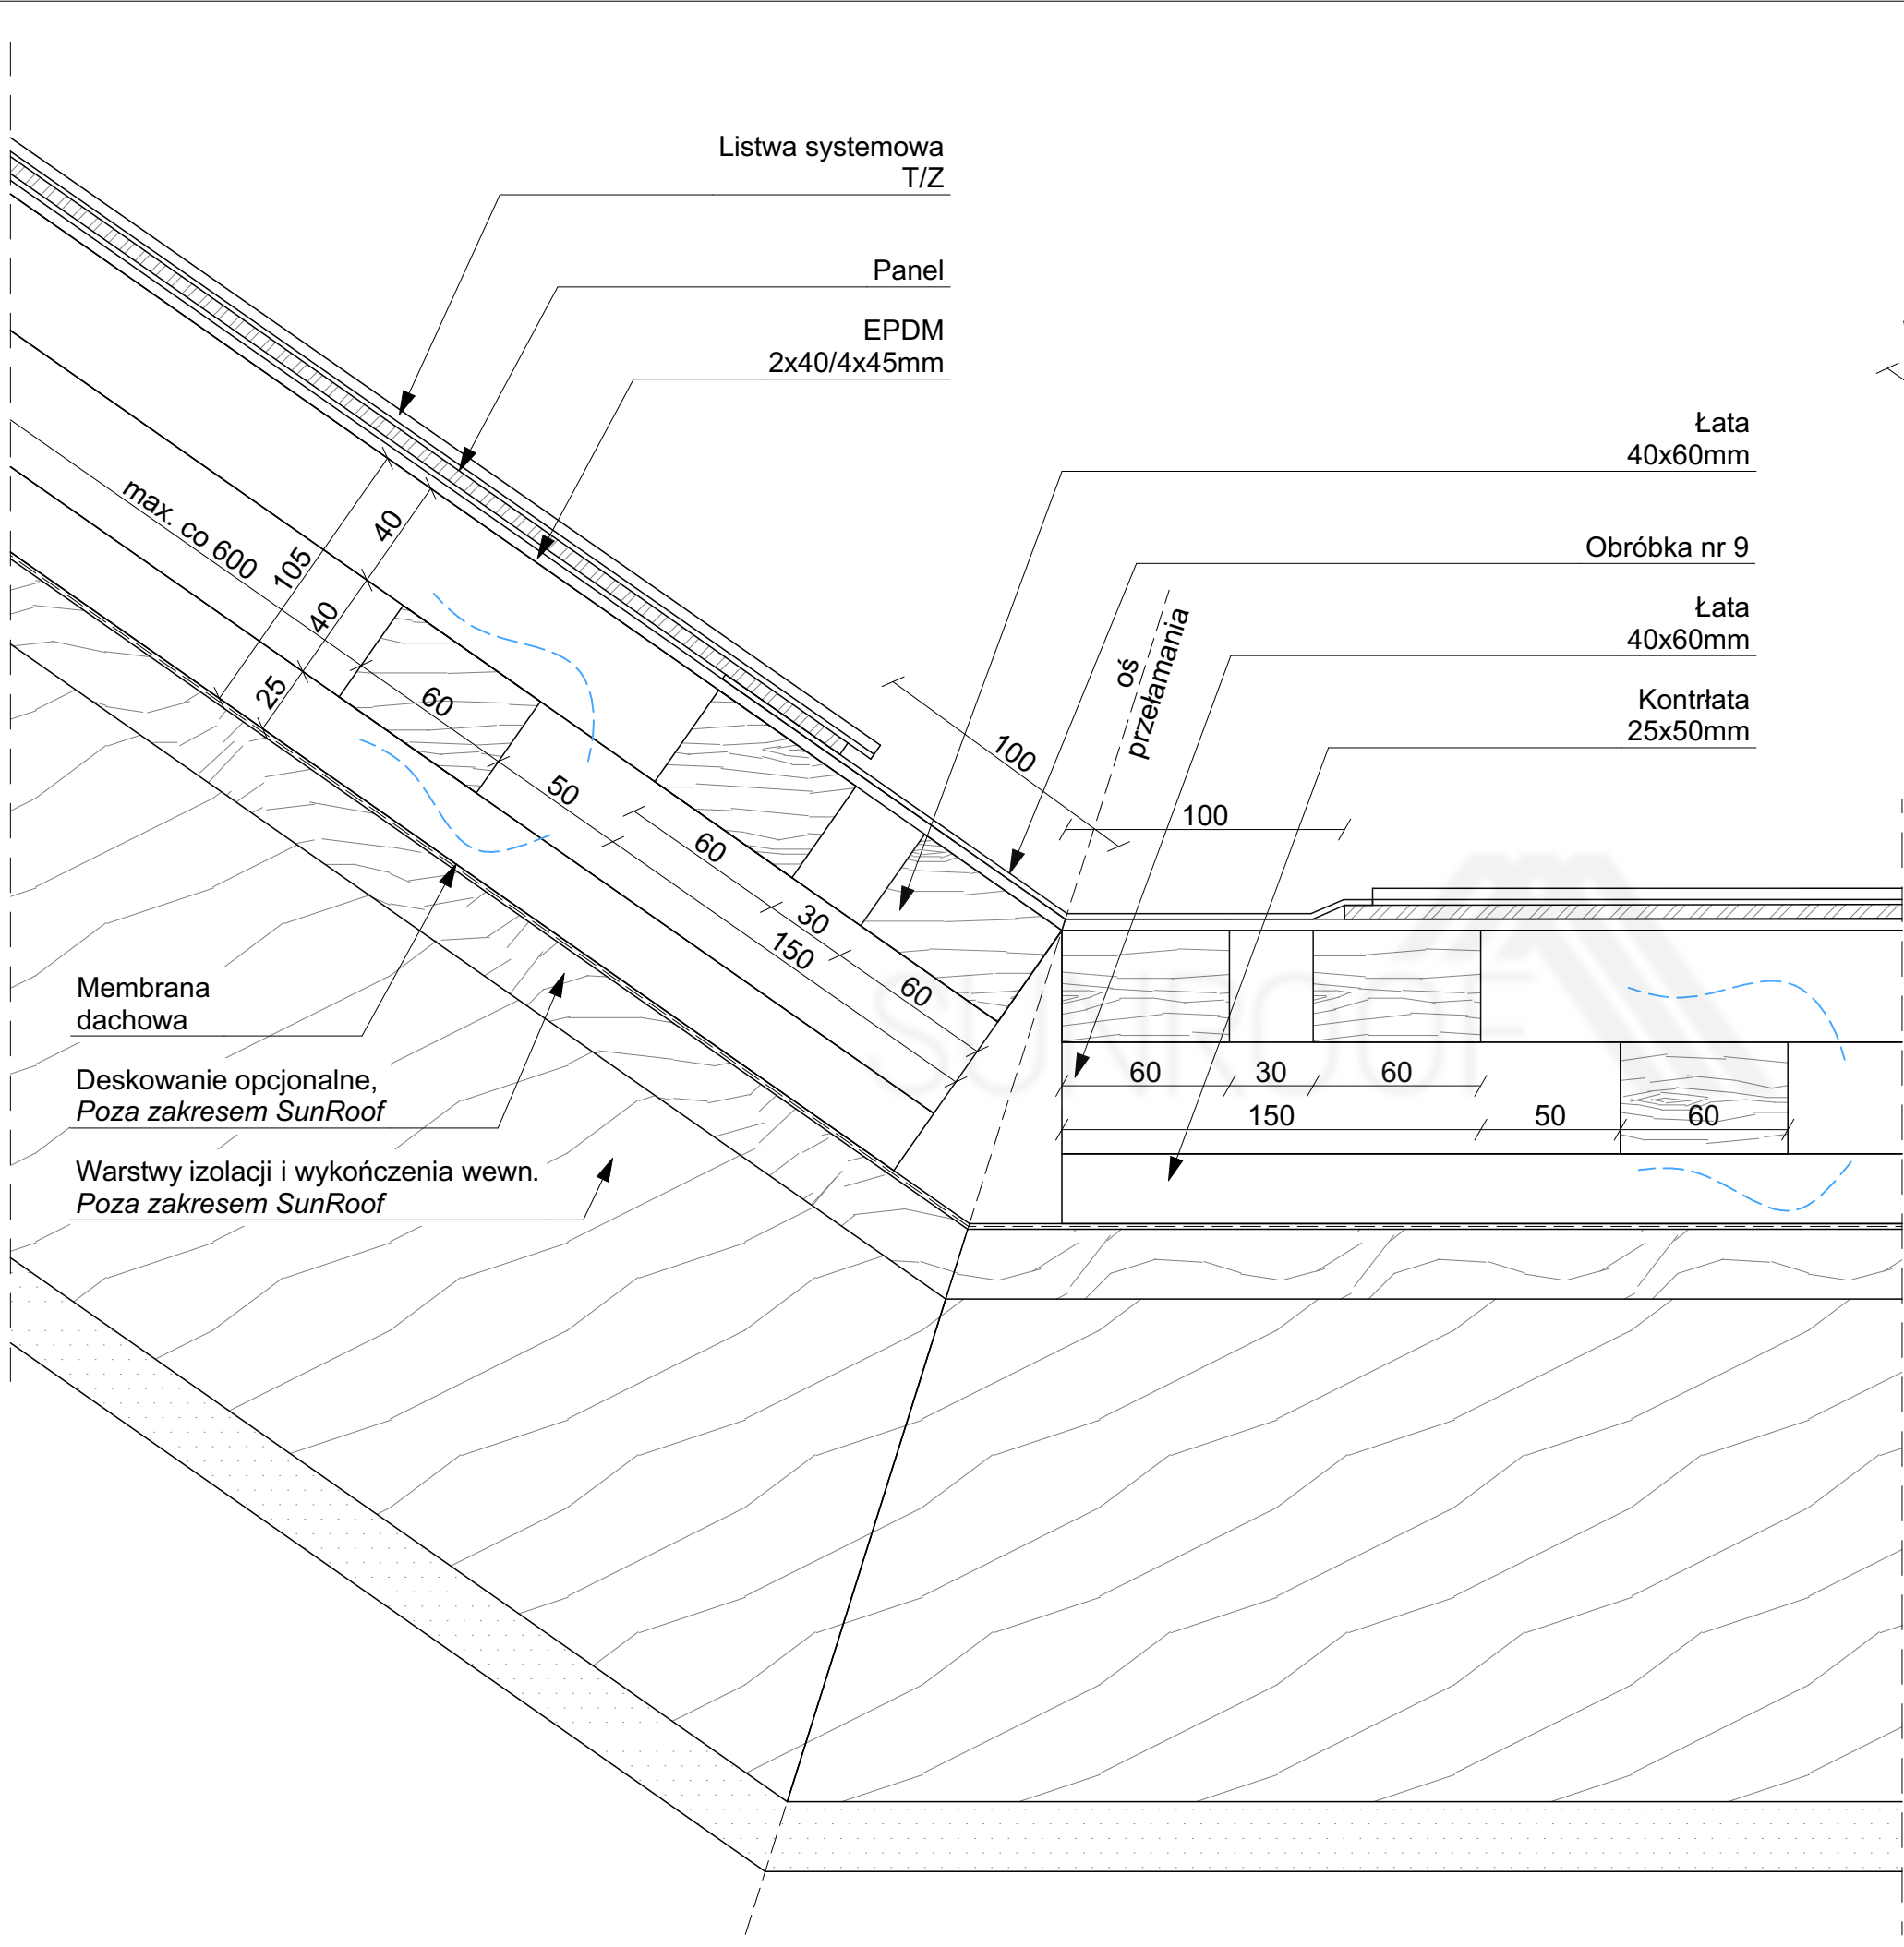 Listwa systemowa
T/Z
Panel
EPDM
2x40/4x45mm
Łata
40x60mm
Obróbka nr 9
Łata
40x60mm
Kontrłata
25x50mm
oś
przełamania
max. co 600
105
40
40
25
60
50
60
30
150
60
100
100
60
30
60
150
50
60
SUNROOF
Membrana
dachowa
Deskowanie opcjonalne,
Poza zakresem SunRoof
Warstwy izolacji i wykończenia wewn.
Poza zakresem SunRoof